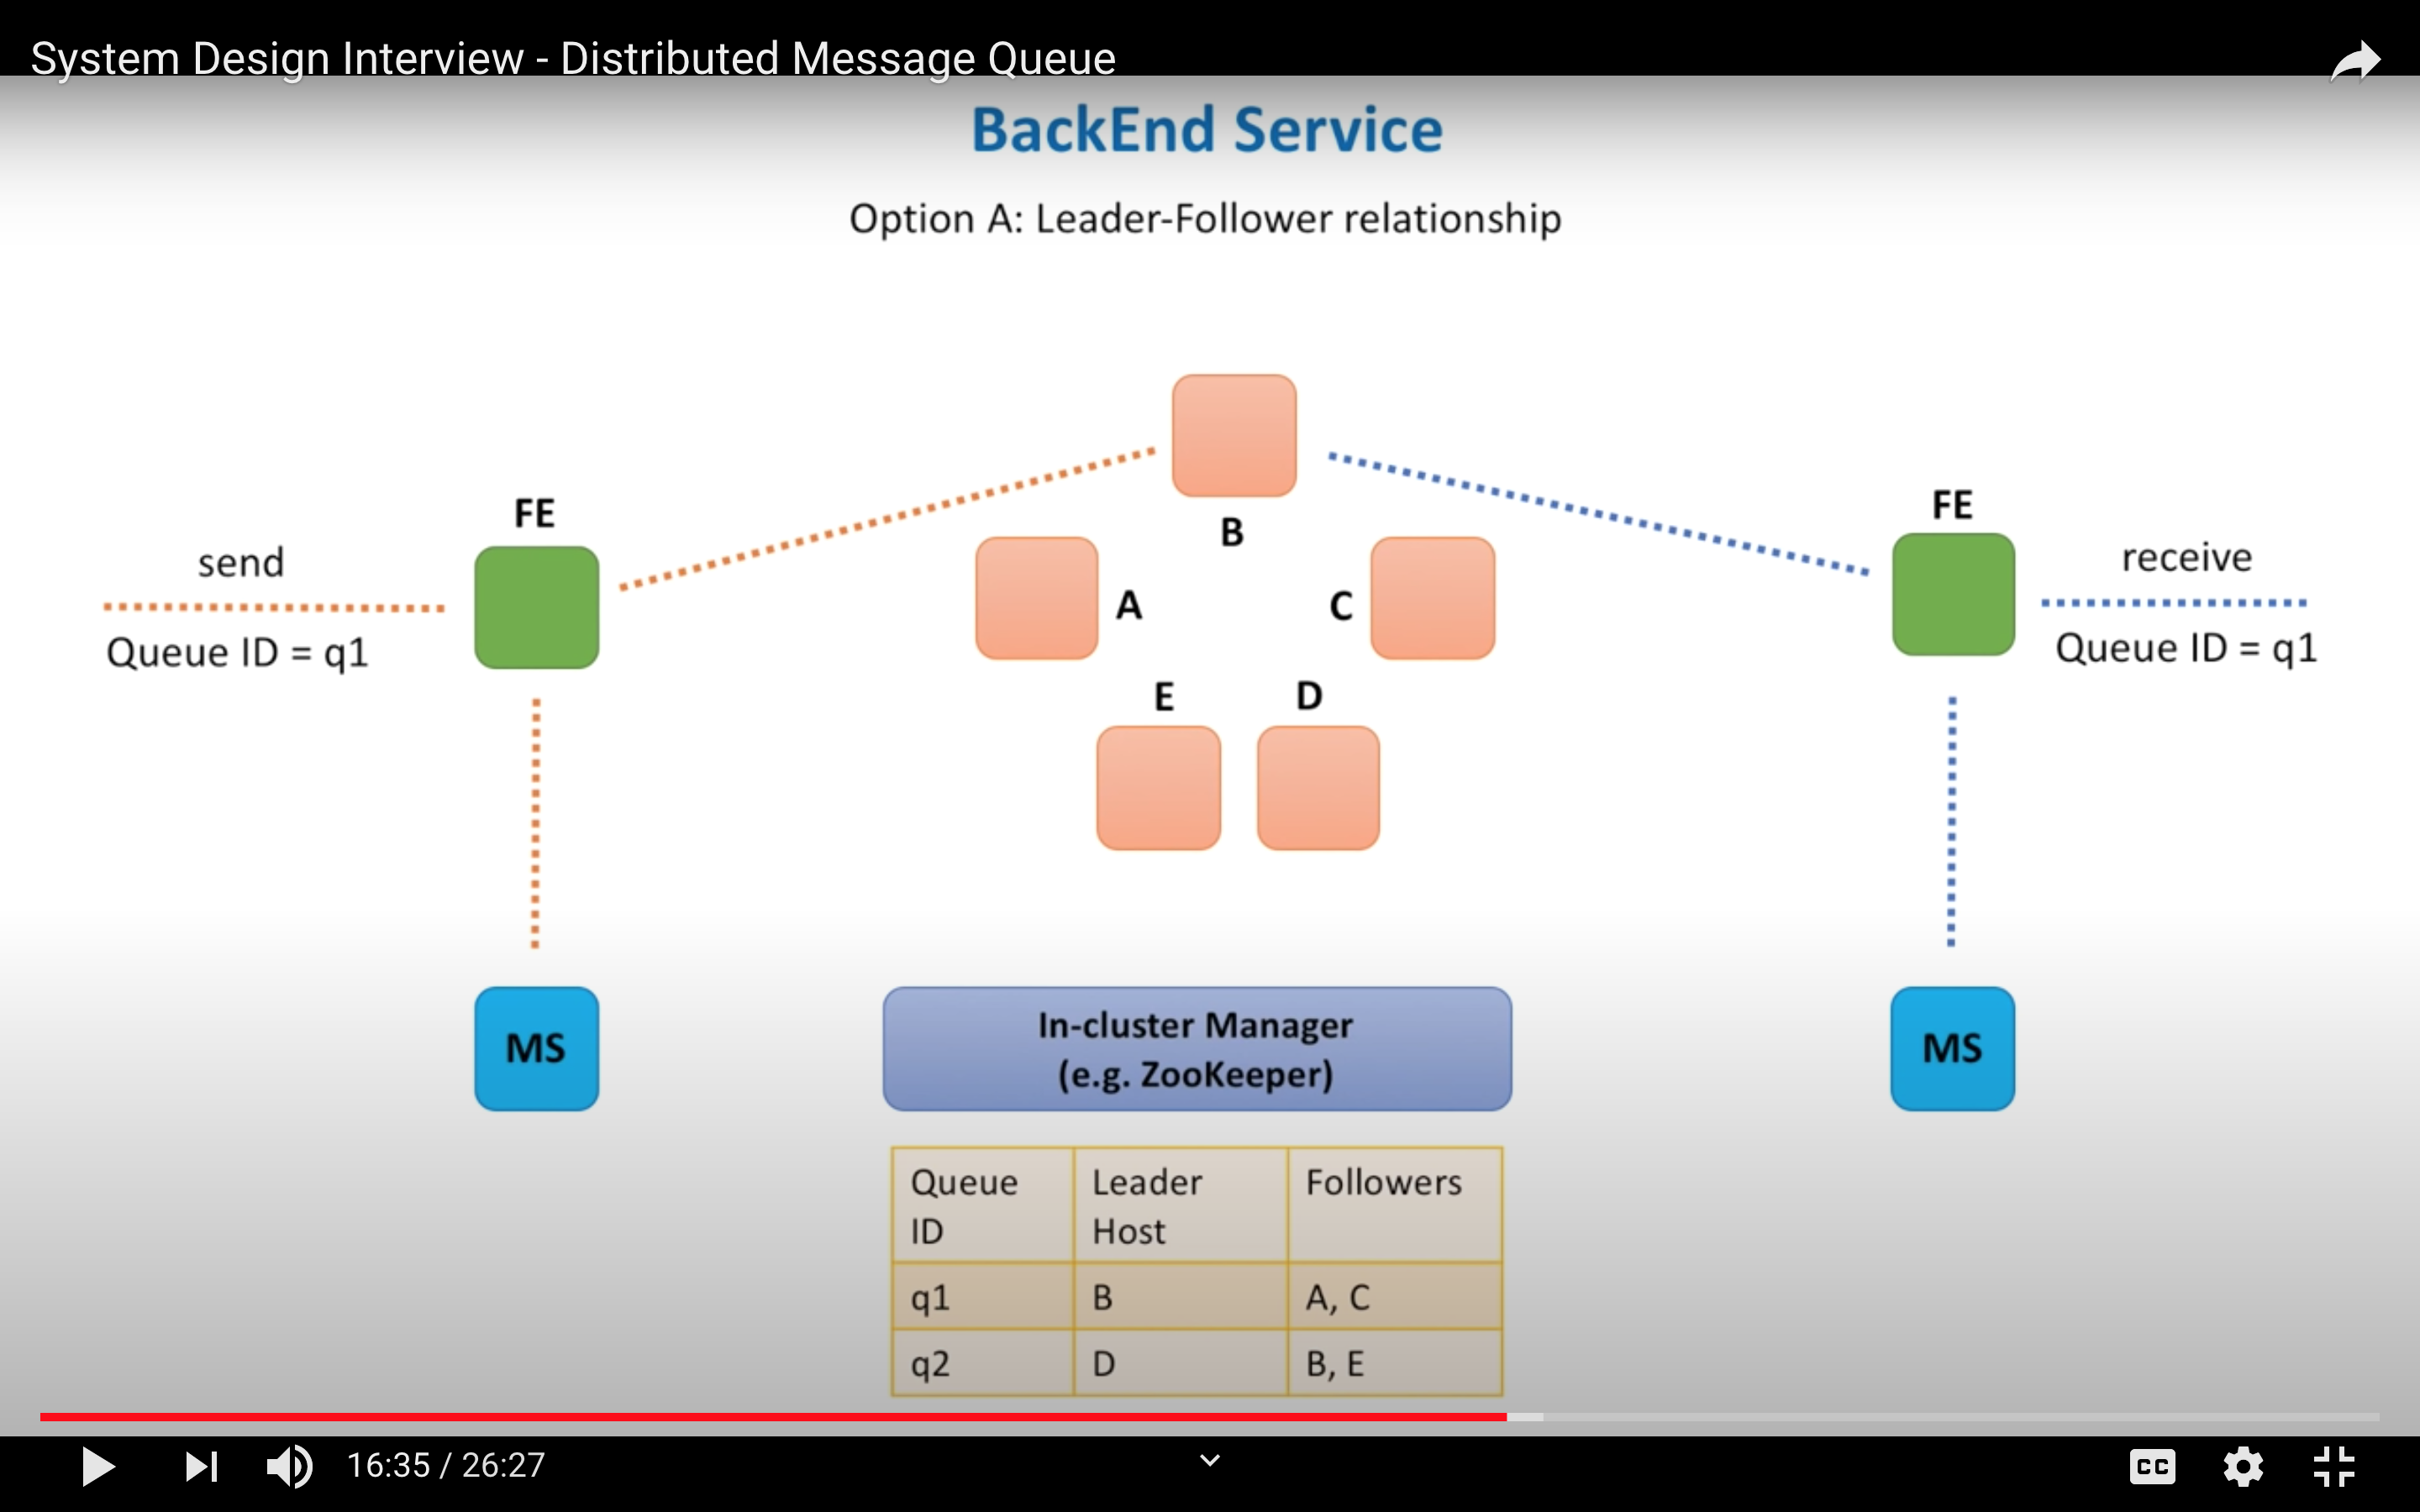 System Design Interview - Distributed Message Queue
BackEnd Service
Option A: Leader-Follower relationship
B
FE
send
Queue ID = q1
A
C
FE
receive
Queue ID = q1
E
D
MS
In-cluster Manager
(e.g. ZooKeeper)
MS
Queue ID
Leader Host
Followers
q1
B
A, C
q2
D
B, E
16:35 / 26:27
CC